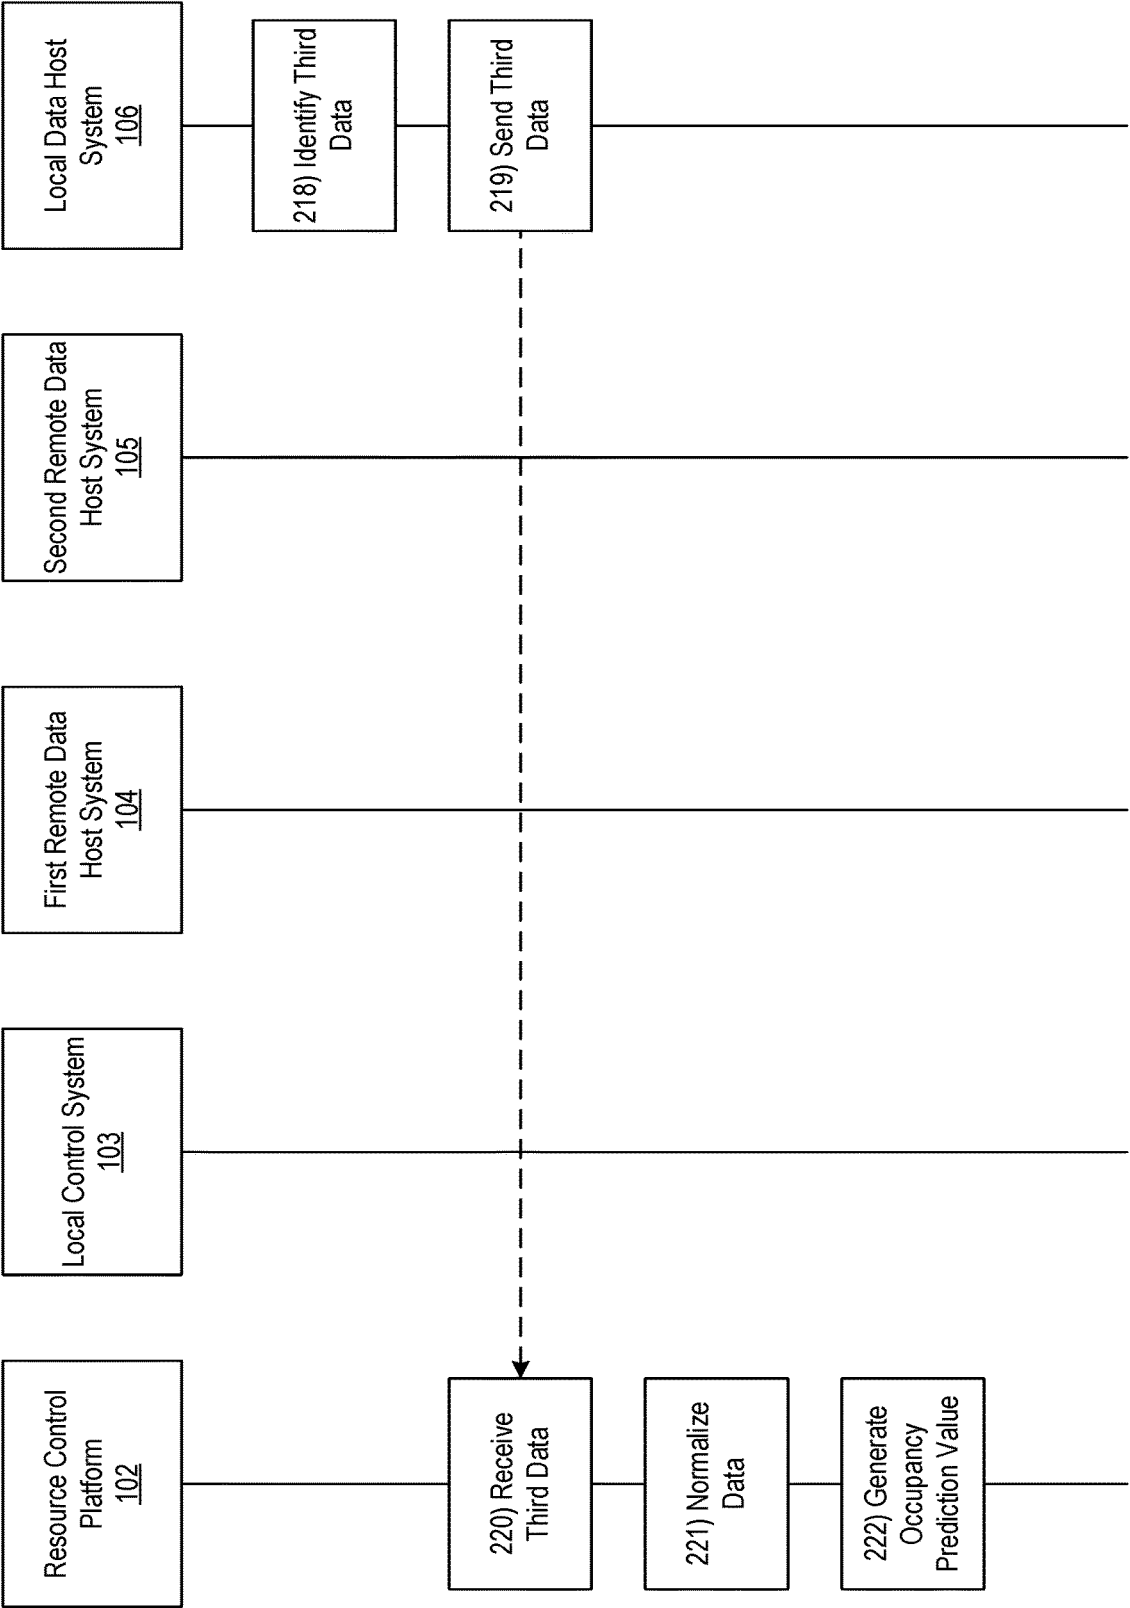 Resource Control
Platform
102
Local Control System
103
First Remote Data
Host System
104
Second Remote Data
Host System
105
Local Data Host
System
106
218) Identify Third
Data
219) Send Third
Data
220) Receive
Third Data
221) Normalize
Data
222) Generate
Occupancy
Prediction Value